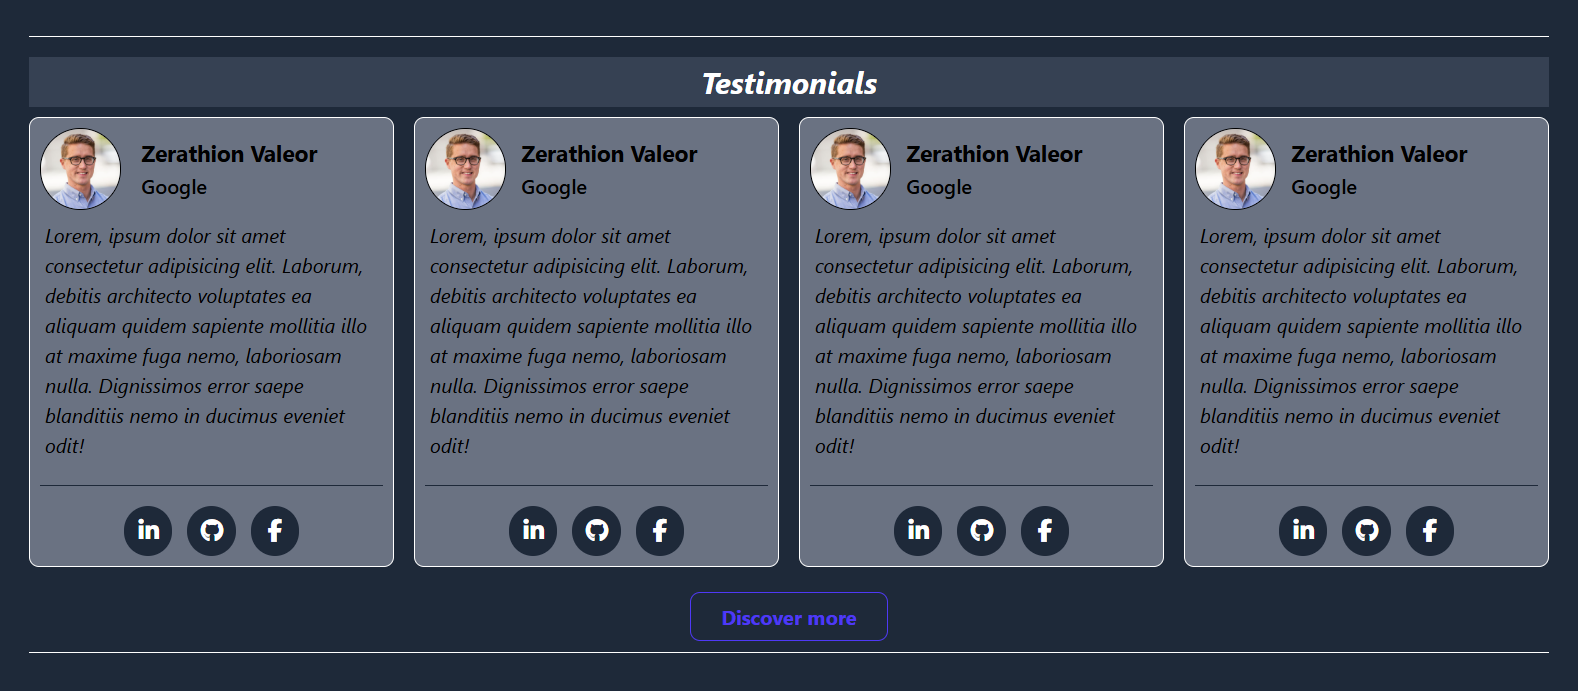 Testimonials
Zerathion Valeor
Google
Lorem, ipsum dolor sit amet
consectetur adipisicing elit. Laborum,
debitis architecto voluptates ea
aliquam quidem sapiente mollitia illo
at maxime fuga nemo, laboriosam
nulla. Dignissimos error saepe
blanditiis nemo in ducimus eveniet
odit!
in
Zerathion Valeor
Google
Lorem, ipsum dolor sit amet
consectetur adipisicing elit. Laborum,
debitis architecto voluptates ea
aliquam quidem sapiente mollitia illo
at maxime fuga nemo, laboriosam
nulla. Dignissimos error saepe
blanditiis nemo in ducimus eveniet
odit!
in
Zerathion Valeor
Google
Lorem, ipsum dolor sit amet
consectetur adipisicing elit. Laborum,
debitis architecto voluptates ea
aliquam quidem sapiente mollitia illo
at maxime fuga nemo, laboriosam
nulla. Dignissimos error saepe
blanditiis nemo in ducimus eveniet
odit!
in
Zerathion Valeor
Google
Lorem, ipsum dolor sit amet
consectetur adipisicing elit. Laborum,
debitis architecto voluptates ea
aliquam quidem sapiente mollitia illo
at maxime fuga nemo, laboriosam
nulla. Dignissimos error saepe
blanditiis nemo in ducimus eveniet
odit!
in
Discover more